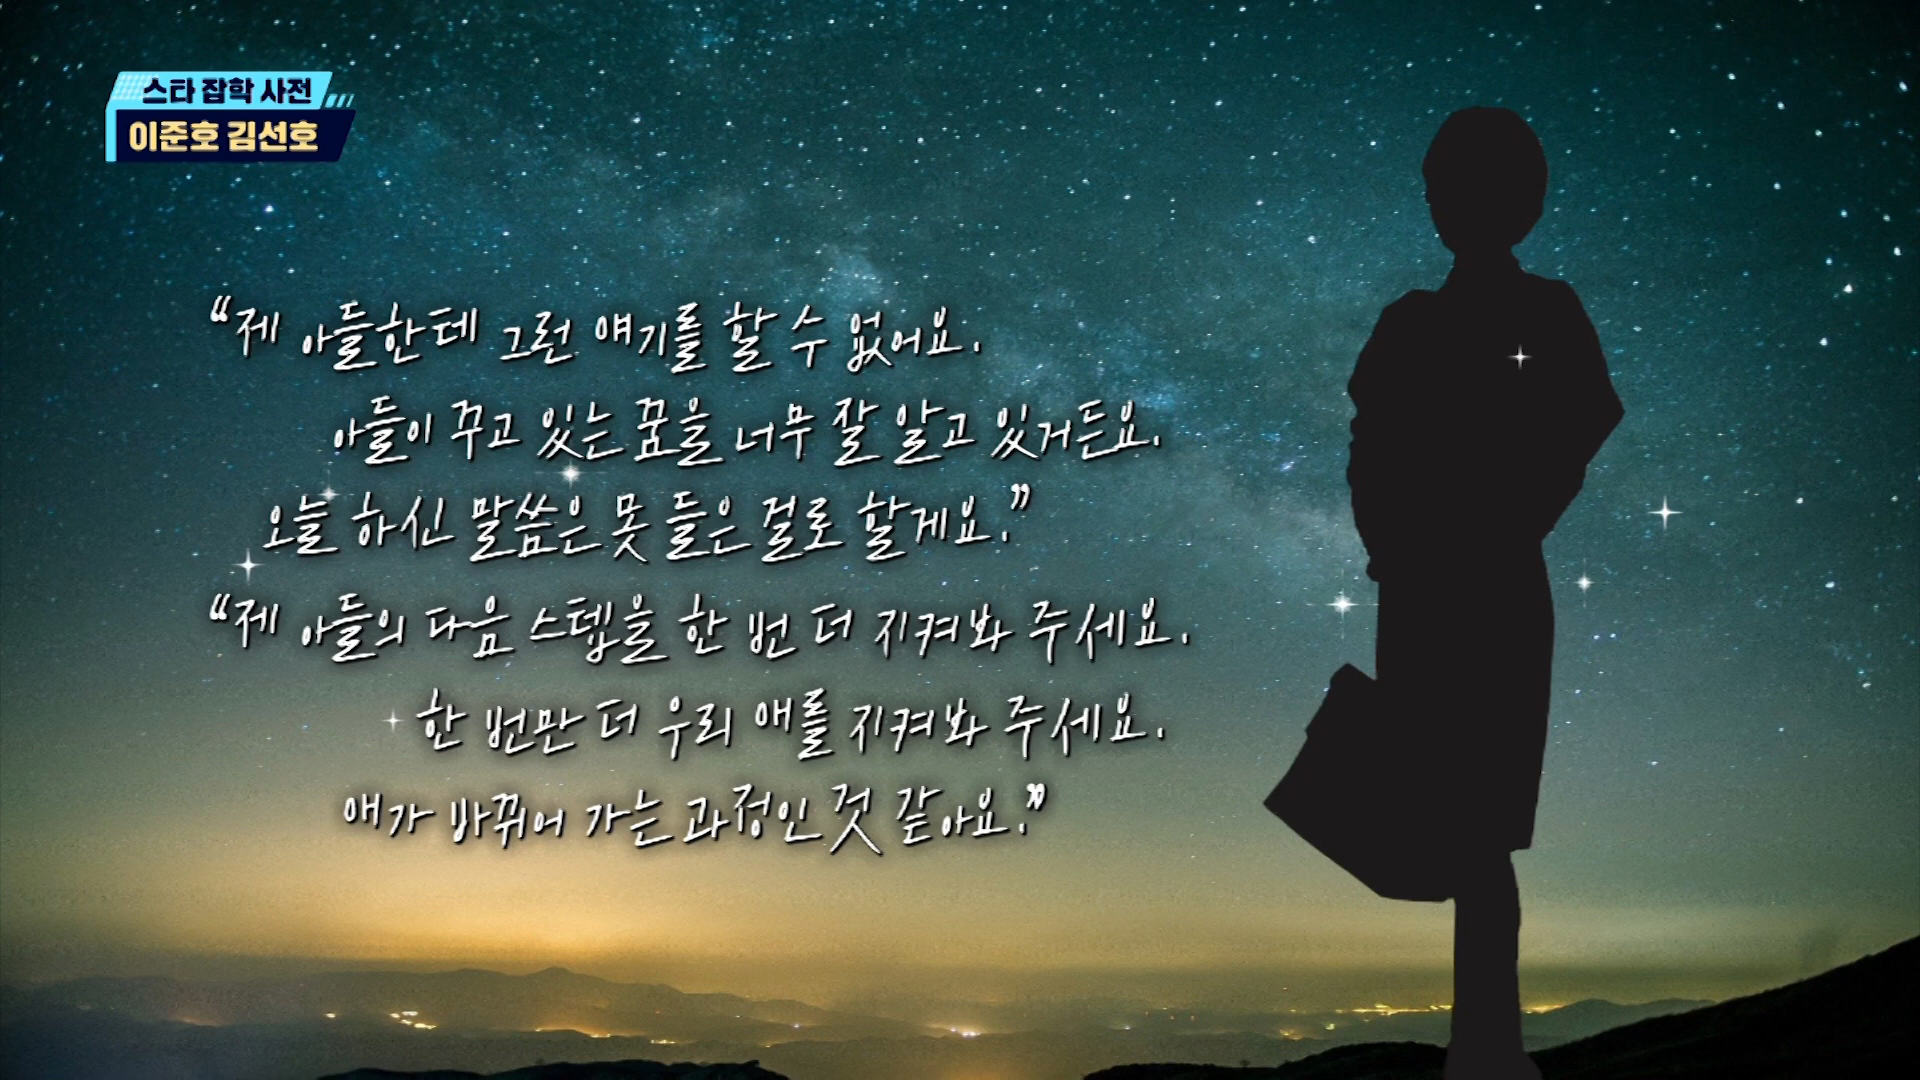 스타 잡학 사전
이준호 김선호
“제 아들한테 그런 얘기를 할 수 없어요.
아들이 꾸고 있는 꿈을 너무 잘 알고 있거든요.
오늘 하신 말씀은 못 들은 걸로 할게요.”
“제 아들의 다음 스텝을 한 번 더 지켜봐 주세요.
한 번만 더 우리 애를 지켜봐 주세요.
애가 바뀌어 가는 과정인 것 같아요.”